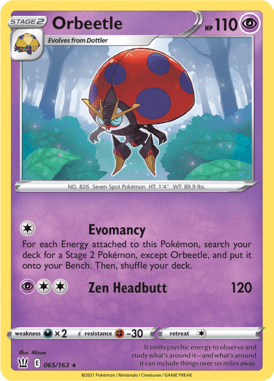 STAGE 2 Orbeetle HP 110
Evolves from Dottler
NO. 826 Seven Spot Pokémon HT: 1'4" WT: 89.9 lbs.
Evomancy
For each Energy attached to this Pokémon, search your
deck for a Stage 2 Pokémon, except Orbeetle, and put it
onto your Bench. Then, shuffle your deck.
Zen Headbutt 120
weakness ×2 resistance -30 retreat
Illus. Mizue
065/163 ★
It emits psychic energy to observe and
study what's around it—and what's around
it can include things over six miles away.
©2021 Pokémon / Nintendo / Creatures / GAME FREAK